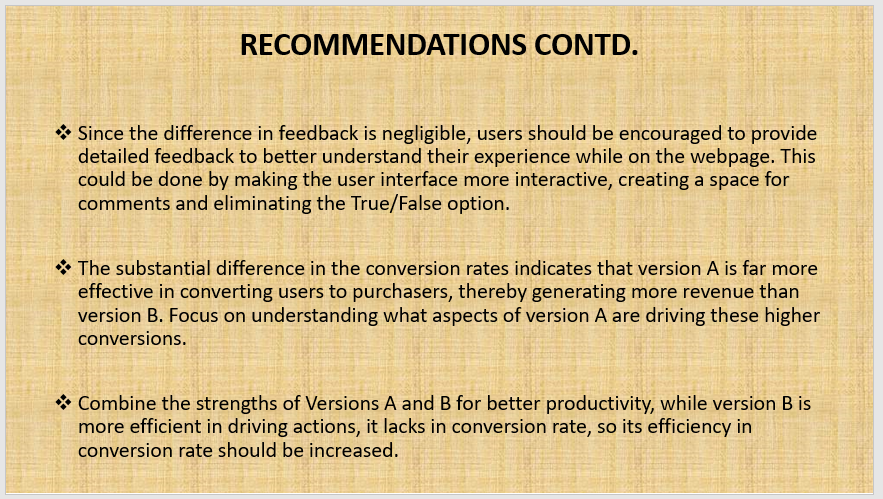 RECOMMENDATIONS CONTD.
❖ Since the difference in feedback is negligible, users should be encouraged to provide
detailed feedback to better understand their experience while on the webpage. This
could be done by making the user interface more interactive, creating a space for
comments and eliminating the True/False option.
❖ The substantial difference in the conversion rates indicates that version A is far more
effective in converting users to purchasers, thereby generating more revenue than
version B. Focus on understanding what aspects of version A are driving these higher
conversions.
❖ Combine the strengths of Versions A and B for better productivity, while version B is
more efficient in driving actions, it lacks in conversion rate, so its efficiency in
conversion rate should be increased.